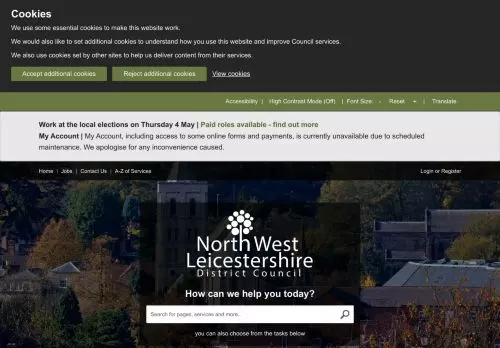 Cookies
We use some essential cookies to make this website work.
We would also like to set additional cookies to understand how you use this website and improve Council services.
We also use cookies set by other sites to help us deliver content from their services.
Accept additional cookies Reject additional cookies View cookies
Accessibility | High Contrast Mode (Off) | Font Size: - Reset + | Translate
Work at the local elections on Thursday 4 May | Paid roles available - find out more
My Account | My Account, including access to some online forms and payments, is currently unavailable due to scheduled
maintenance. We apologise for any inconvenience caused.
Home | Jobs | Contact Us | A-Z of Services Login or Register
North West
Leicestershire
District Council
How can we help you today?
Search for pages, services and more..
you can also choose from the tasks below